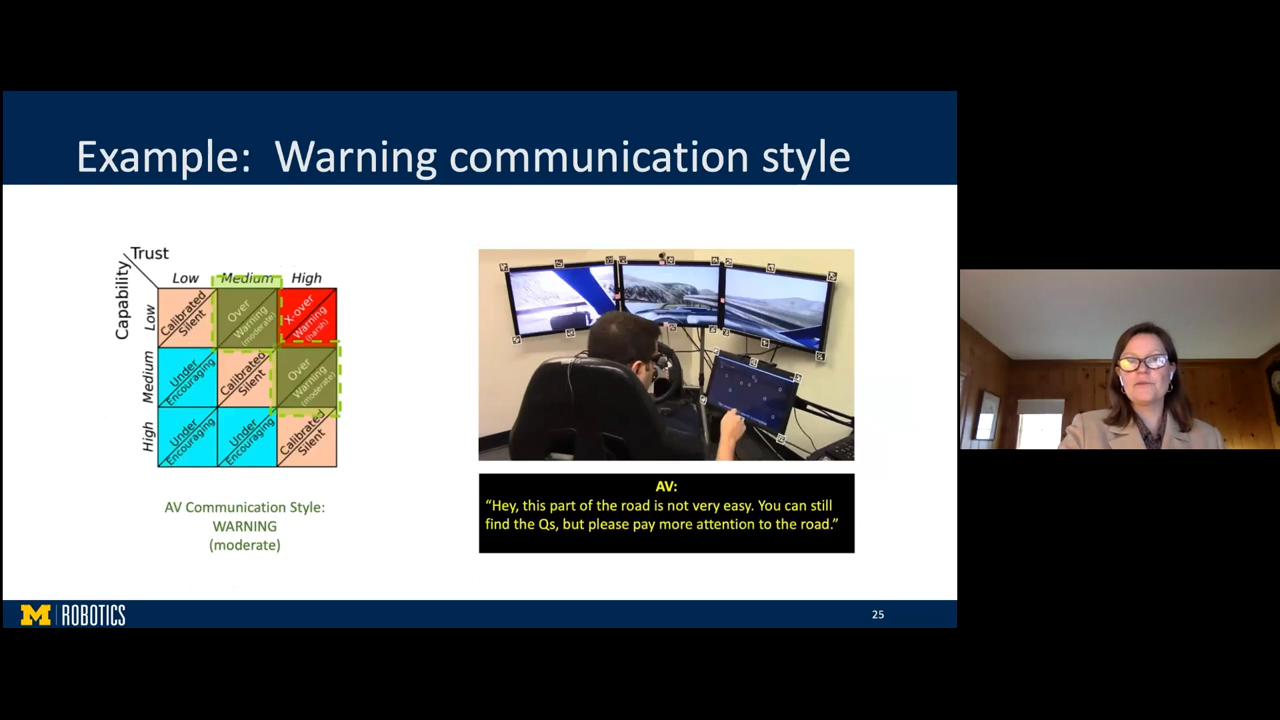 Example: Warning communication style
Trust
Capability
Low
Medium
High
Low
Calibrated
Silent
Over
Warning
(moderate)
X-over
Warning
(harsh)
Medium
Under
Encouraging
Calibrated
Silent
Over
Warning
(moderate)
High
Under
Encouraging
Under
Encouraging
Calibrated
Silent
AV Communication Style:
WARNING
(moderate)
AV:
“Hey, this part of the road is not very easy. You can still
find the Qs, but please pay more attention to the road.”
M ROBOTICS
25